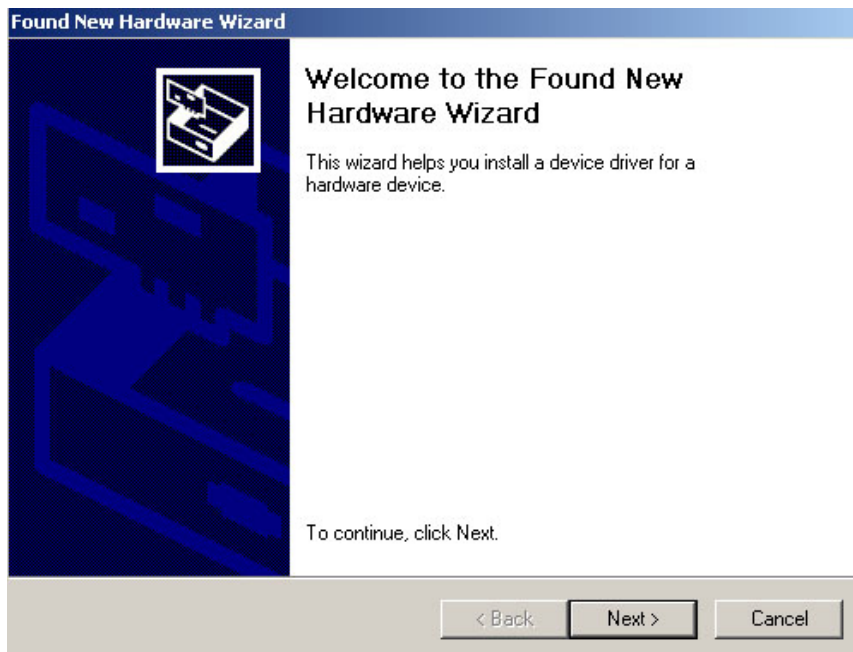 Found New Hardware Wizard
Welcome to the Found New
Hardware Wizard
This wizard helps you install a device driver for a
hardware device.
To continue, click Next.
< Back
Next >
Cancel